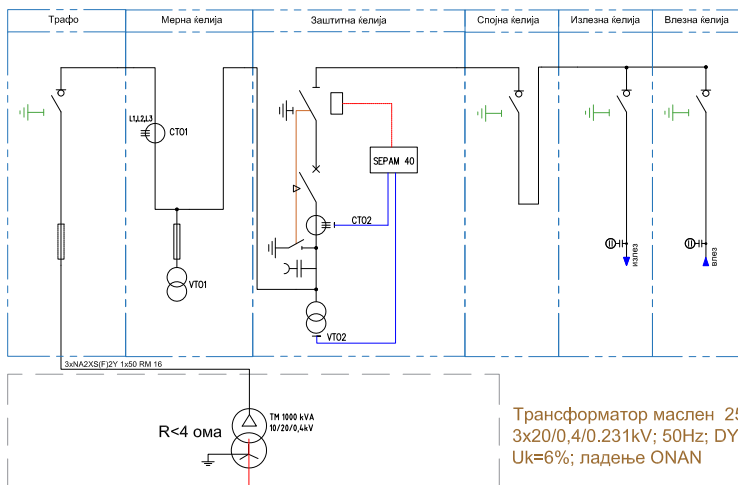 Трафо
Мерна ќелија
Заштитна ќелија
Спојна ќелија
Излезна ќелија
Влезна ќелија
L1,L2,L3
CT01
SEPAM 40
CT02
VT01
излез
влез
VT02
3xNA2XS(F)2Y 1x50 RM 16
TM 1000 kVA
10/20/0,4kV
R<4 ома
Трансформатор маслен 25
3x20/0,4/0.231kV; 50Hz; DY
Uk=6%; ладење ONAN